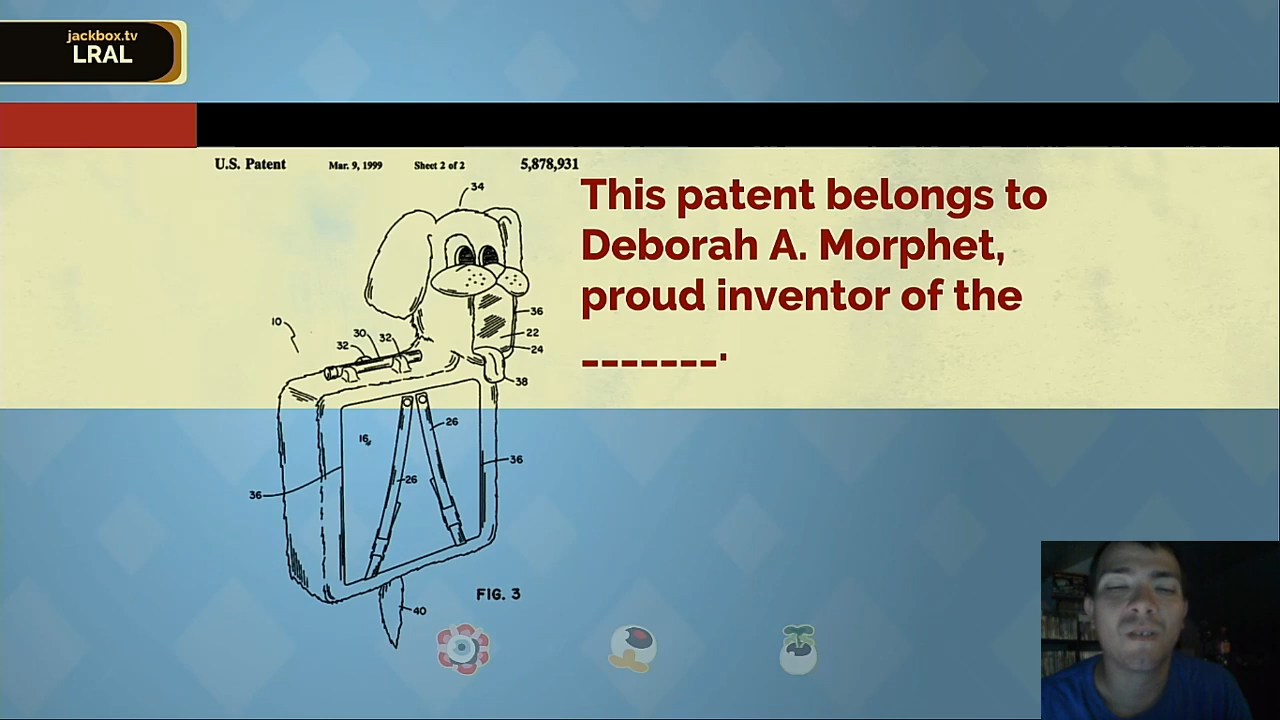 jackbox.tv
LRAL
U.S. Patent Mar. 9, 1999 Sheet 2 of 2 5,878,931
This patent belongs to
Deborah A. Morphet,
proud inventor of the
_______.
34
36
22
24
38
10
30
32
32
16
26
26
36
36
FIG. 3
40